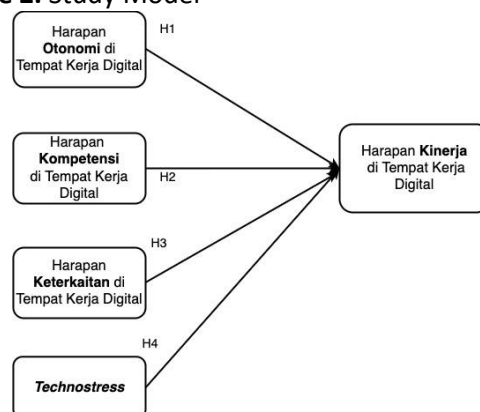 2. Study Model
Harapan
Otonomi di
Tempat Kerja Digital
H1
Harapan
Kompetensi
di Tempat Kerja
Digital
H2
Harapan Kinerja
di Tempat Kerja
Digital
H3
Harapan
Keterkaitan di
Tempat Kerja Digital
H4
Technostress